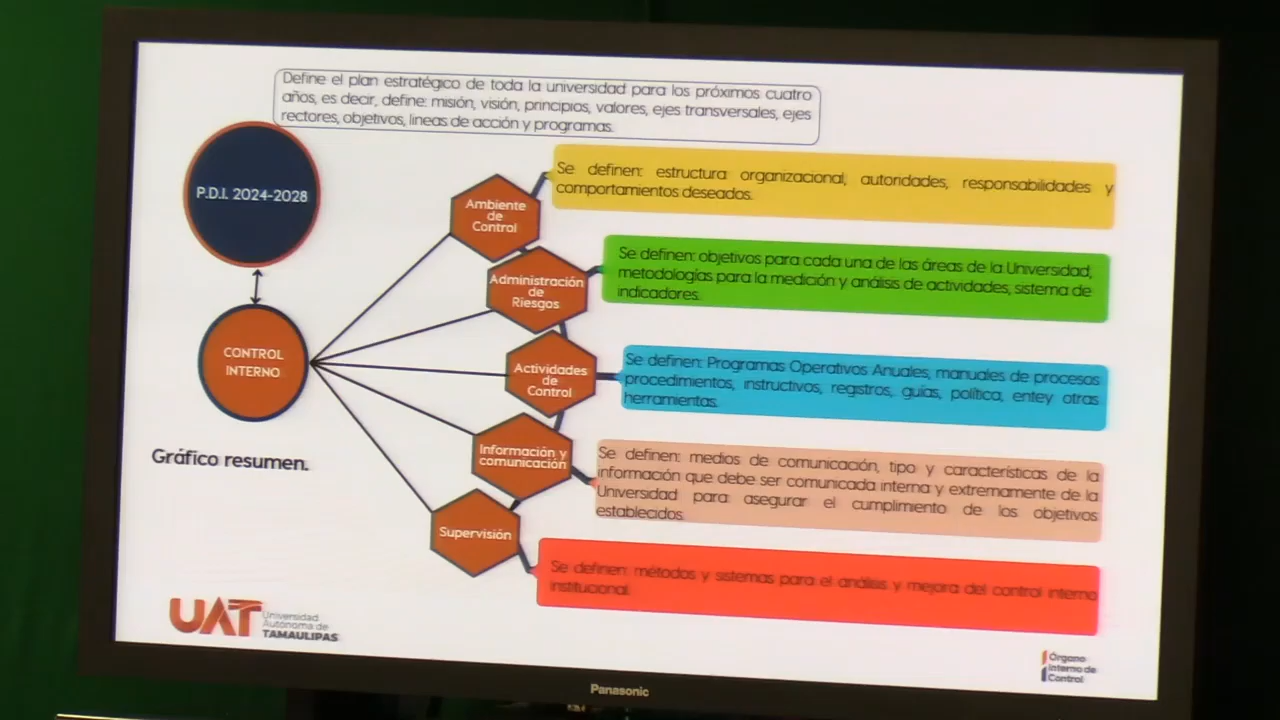 Define el plan estratégico de toda la universidad para los próximos cuatro
años, es decir, define: misión, visión, principios, valores, ejes transversales, ejes
rectores, objetivos, lineas de acción y programas.
P.D.I. 2024-2028
CONTROL
INTERNO
Gráfico resumen.
Ambiente
de
Control
Se definen: estructura organizacional, autoridades, responsabilidades y
comportamientos deseados.
Administración
de
Riesgos
Se definen: objetivos para cada una de las áreas de la Universidad,
metodologías para la medición y análisis de actividades, sistema de
indicadores.
Actividades
de
Control
Se definen: Programas Operativos Anuales, manuales de procesos
procedimientos, instructivos, registros, guías, política, entey otras
herramientas.
Información y
comunicación
Se definen: medios de comunicación, tipo y características de la
información que debe ser comunicada interna y extremamente de la
Universidad para asegurar el cumplimiento de los objetivos
establecidos.
Supervisión
Se definen: métodos y sistemas para el análisis y mejora del control interno
institucional.
UAT
Universidad
Autónoma de
TAMAULIPAS
Órgano
Interno de
Control
Panasonic